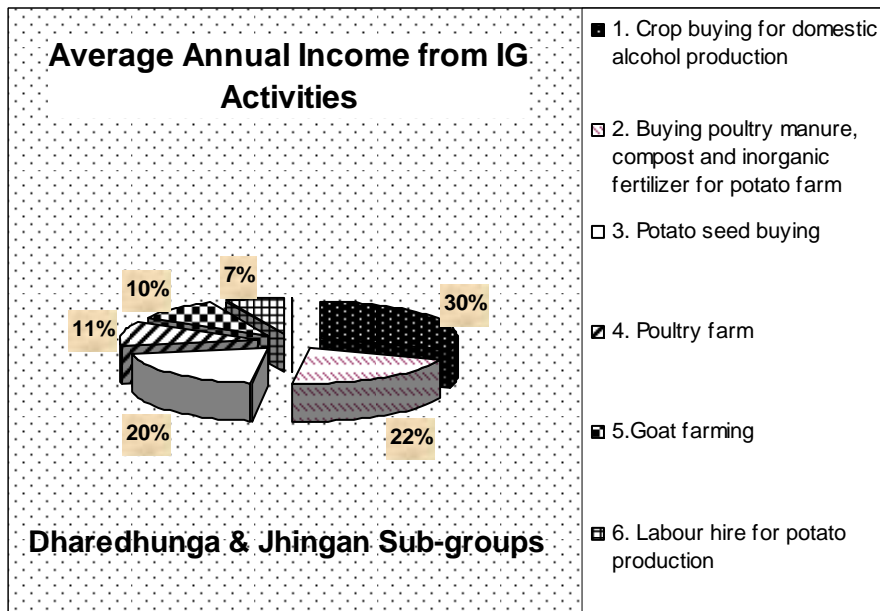 Average Annual Income from IG
Activities
7%
10%
30%
11%
20%
22%
Dharedhunga & Jhingan Sub-groups
1. Crop buying for domestic
alcohol production
2. Buying poultry manure,
compost and inorganic
fertilizer for potato farm
3. Potato seed buying
4. Poultry farm
5.Goat farming
6. Labour hire for potato
production